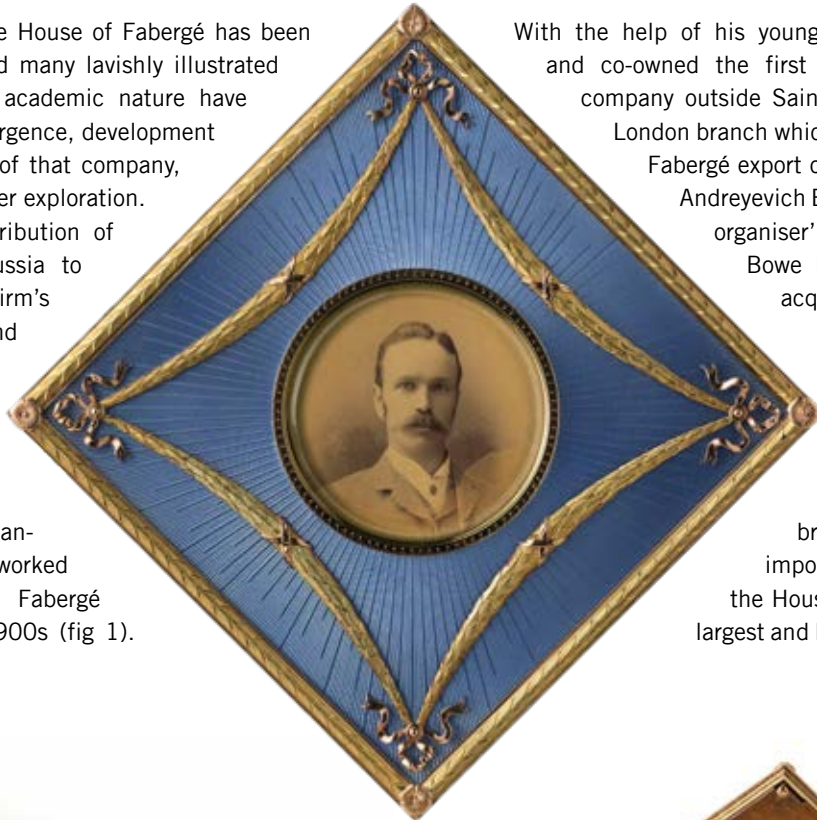 e House of Fabergé has been
d many lavishly illustrated
academic nature have
rgence, development
of that company,
er exploration.
ribution of
ussia to
irm's
nd
an-
worked
Fabergé
900s (fig 1).
With the help of his young
and co-owned the first
company outside Sain
London branch whic
Fabergé export o
Andreyevich B
organiser'
Bowe
acq
br
impo
the Hous
largest and